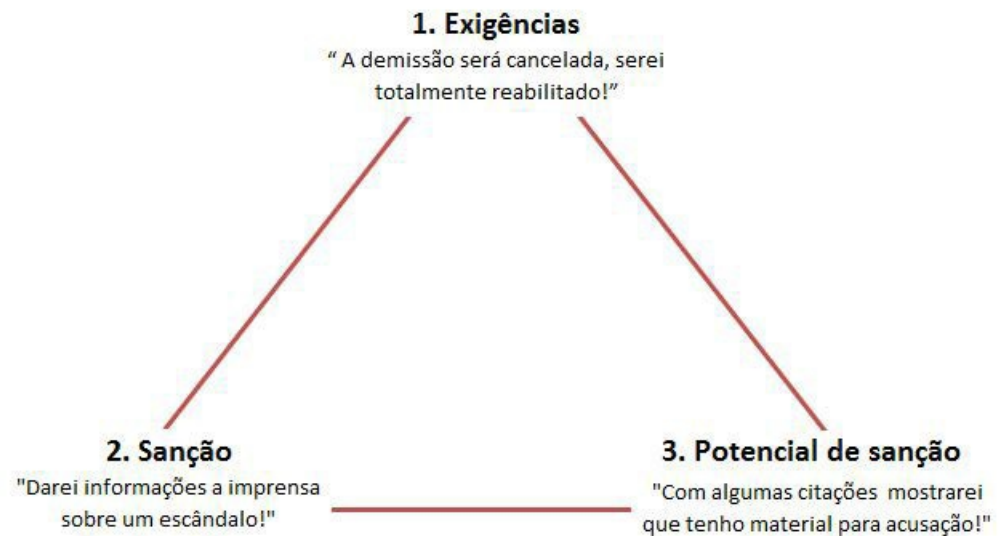 1. Exigências
“ A demissão será cancelada, serei
totalmente reabilitado!”
2. Sanção
"Darei informações a imprensa
sobre um escândalo!"
3. Potencial de sanção
"Com algumas citações  mostrarei
que tenho material para acusação!"